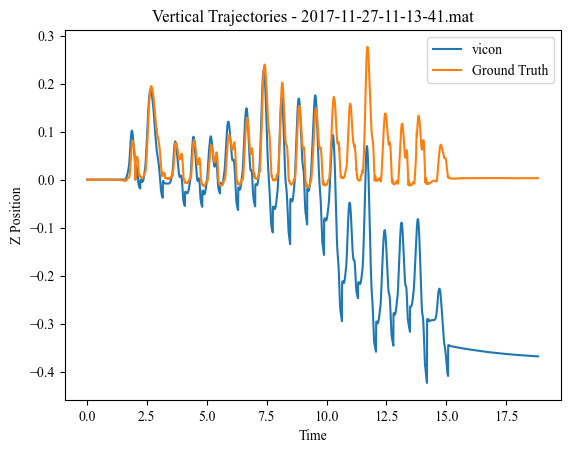 Vertical Trajectories - 2017-11-27-11-13-41.mat
vicon
Ground Truth
Z Position
0.3
0.2
0.1
0.0
−0.1
−0.2
−0.3
−0.4
0.0 2.5 5.0 7.5 10.0 12.5 15.0 17.5
Time